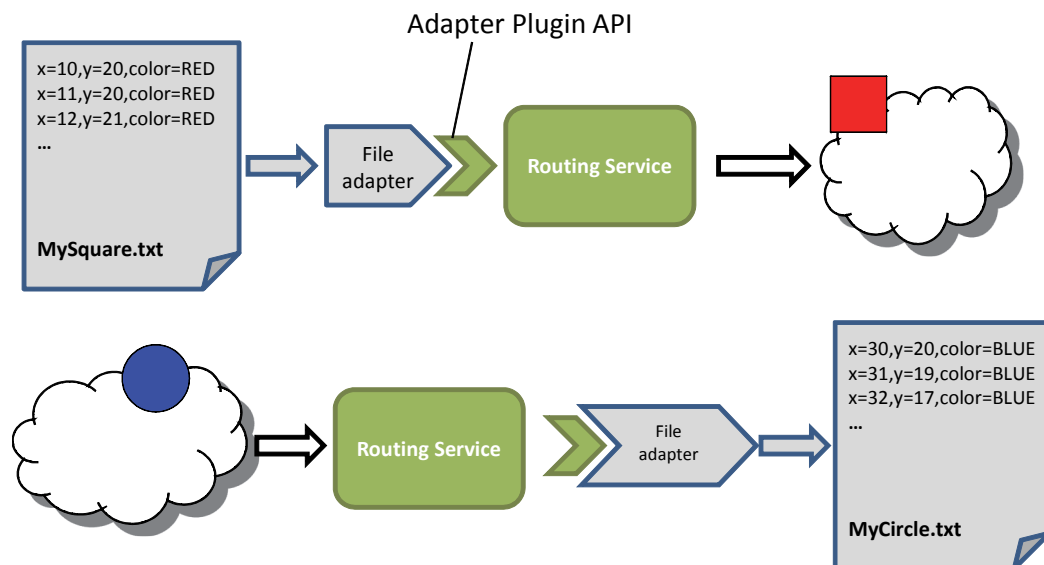 Adapter Plugin API
x=10,y=20,color=RED
x=11,y=20,color=RED
x=12,y=21,color=RED
...
MySquare.txt
File
adapter
Routing Service
Routing Service
File
adapter
x=30,y=20,color=BLUE
x=31,y=19,color=BLUE
x=32,y=17,color=BLUE
...
MyCircle.txt